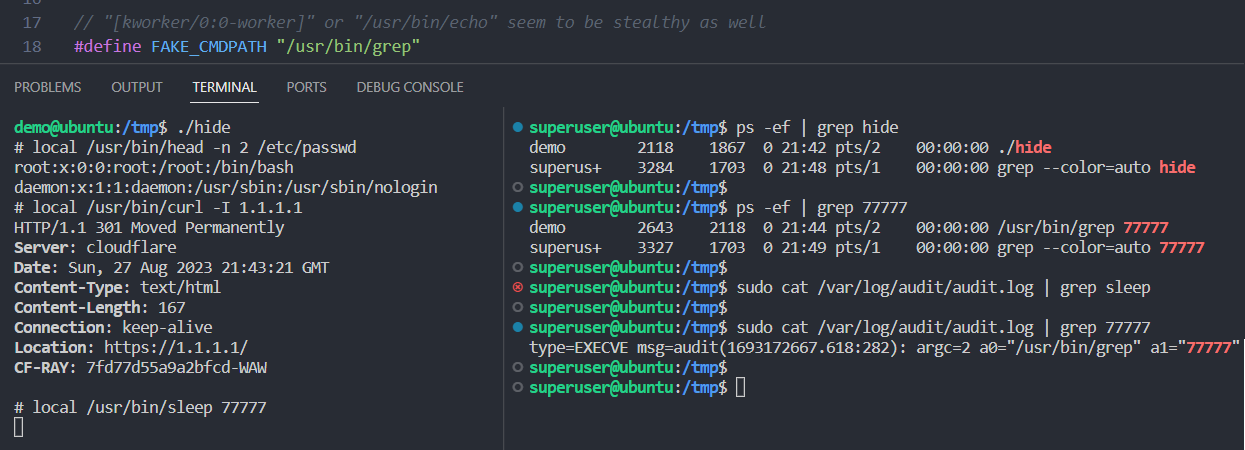 17 // "[kworker/0:0-worker]" or "/usr/bin/echo" seem to be stealthy as well
18 #define FAKE_CMDPATH "/usr/bin/grep"
PROBLEMS OUTPUT TERMINAL PORTS DEBUG CONSOLE
demo@ubuntu:/tmp$ ./hide
# local /usr/bin/head -n 2 /etc/passwd
root:x:0:0:root:/root:/bin/bash
daemon:x:1:1:daemon:/usr/sbin:/usr/sbin/nologin
# local /usr/bin/curl -I 1.1.1.1
HTTP/1.1 301 Moved Permanently
Server: cloudflare
Date: Sun, 27 Aug 2023 21:43:21 GMT
Content-Type: text/html
Content-Length: 167
Connection: keep-alive
Location: https://1.1.1.1/
CF-RAY: 7fd77d55a9a2bfcd-WAW
# local /usr/bin/sleep 77777
superuser@ubuntu:/tmp$ ps -ef | grep hide
demo 2118 1867 0 21:42 pts/2 00:00:00 ./hide
superus+ 3284 1703 0 21:48 pts/1 00:00:00 grep --color=auto hide
superuser@ubuntu:/tmp$
superuser@ubuntu:/tmp$ ps -ef | grep 77777
demo 2643 2118 0 21:44 pts/2 00:00:00 /usr/bin/grep 77777
superus+ 3327 1703 0 21:49 pts/1 00:00:00 grep --color=auto 77777
superuser@ubuntu:/tmp$
superuser@ubuntu:/tmp$ sudo cat /var/log/audit/audit.log | grep sleep
superuser@ubuntu:/tmp$
superuser@ubuntu:/tmp$ sudo cat /var/log/audit/audit.log | grep 77777
type=EXECVE msg=audit(1693172667.618:282): argc=2 a0="/usr/bin/grep" a1="77777"
superuser@ubuntu:/tmp$
superuser@ubuntu:/tmp$